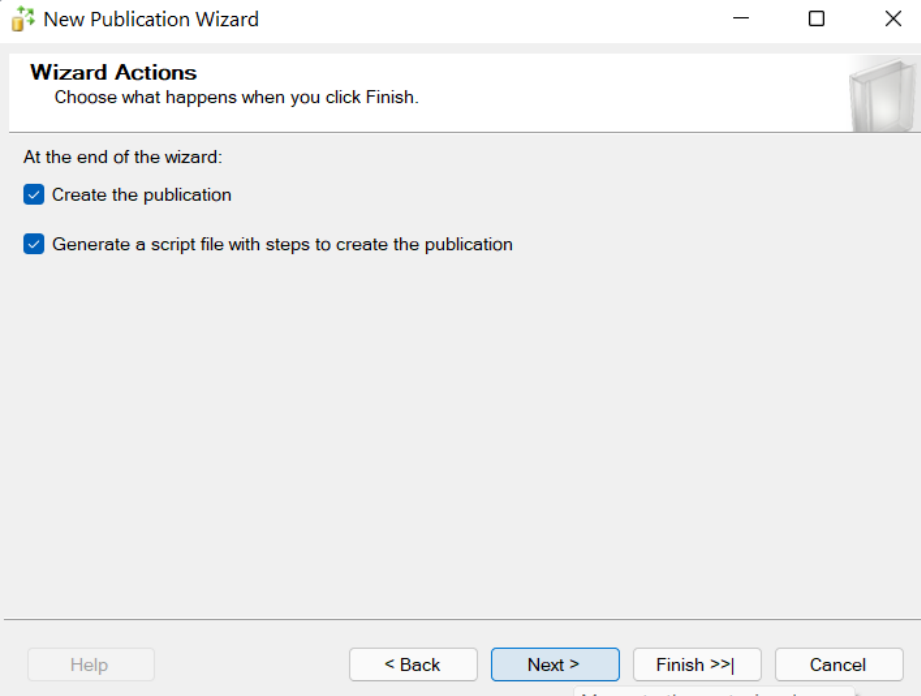 New Publication Wizard
Wizard Actions
Choose what happens when you click Finish.
At the end of the wizard:
Create the publication
Generate a script file with steps to create the publication
Help
< Back
Next >
Finish >>|
Cancel